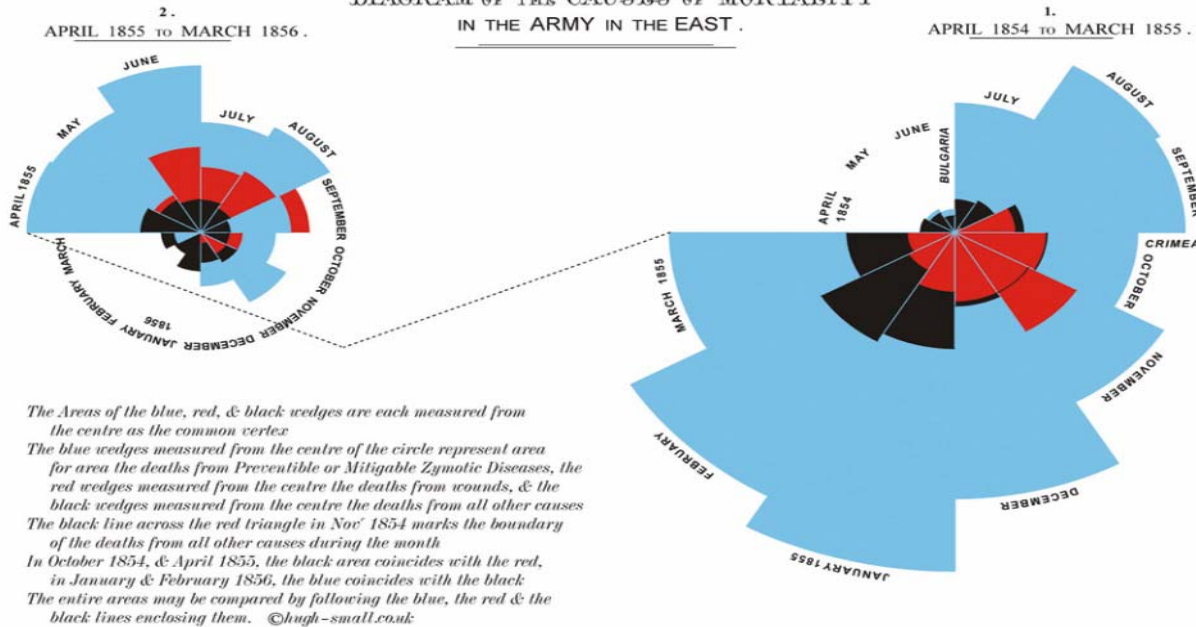 DIAGRAM OF THE CAUSES OF MORTALITY
IN THE ARMY IN THE EAST.
2.
APRIL 1855 TO MARCH 1856.
1.
APRIL 1854 TO MARCH 1855.
JUNE
MAY
APRIL 1855
JULY
AUGUST
SEPTEMBER
OCTOBER
NOVEMBER
DECEMBER
JANUARY
1856
FEBRUARY
MARCH
APRIL
1854
MAY
JUNE
BULGARIA
JULY
AUGUST
SEPTEMBER
CRIMEA
OCTOBER
NOVEMBER
DECEMBER
JANUARY 1855
FEBRUARY
MARCH 1855
The Areas of the blue, red, & black wedges are each measured from
the centre as the common vertex
The blue wedges measured from the centre of the circle represent area
for area the deaths from Preventible or Mitigable Zymotic Diseases, the
red wedges measured from the centre the deaths from wounds, & the
black wedges measured from the centre the deaths from all other causes
The black line across the red triangle in Novʳ 1854 marks the boundary
of the deaths from all other causes during the month
In October 1854, & April 1855, the black area coincides with the red,
in January & February 1856, the blue coincides with the black
The entire areas may be compared by following the blue, the red & the
black lines enclosing them. ©hugh-small.co.uk